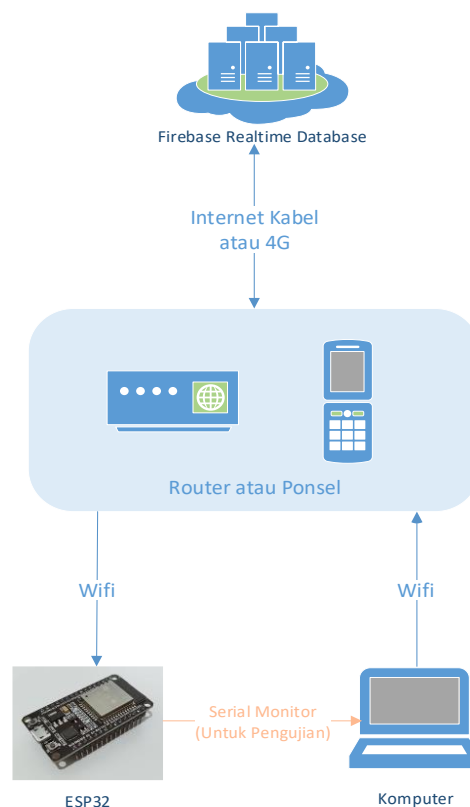 Firebase Realtime Database
Internet Kabel
atau 4G
Router atau Ponsel
Wifi
Wifi
Serial Monitor
(Untuk Pengujian)
ESP32
Komputer